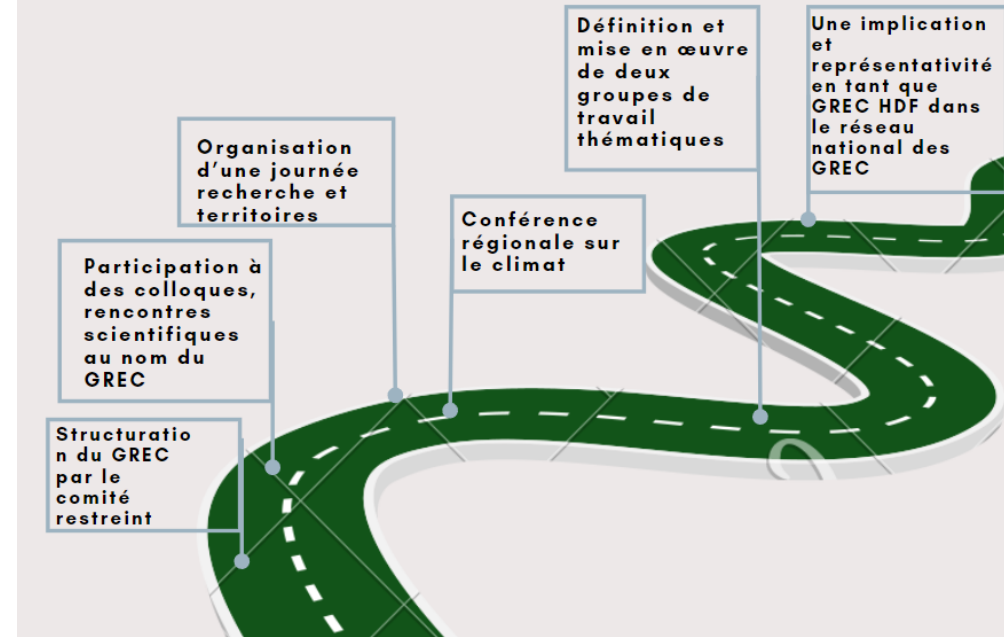 Structuratio
n du GREC
par le
comité
restreint
Participation à
des colloques,
rencontres
scientifiques
au nom du
GREC
Organisation
d'une journée
recherche et
territoires
Conférence
régionale sur
le climat
Définition et
mise en œuvre
de deux
groupes de
travail
thématiques
Une implication
et
représentativité
en tant que
GREC HDF dans
le réseau
national des
GREC